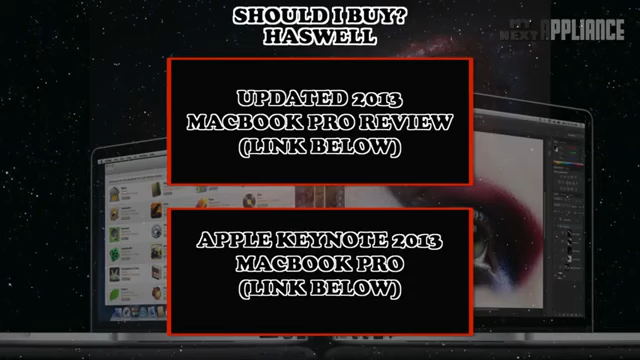 SHOULD I BUY?
HASWELL
MY NEXT APPLIANCE
UPDATED 2013
MACBOOK PRO REVIEW
(LINK BELOW)
APPLE KEYNOTE 2013
MACBOOK PRO
(LINK BELOW)